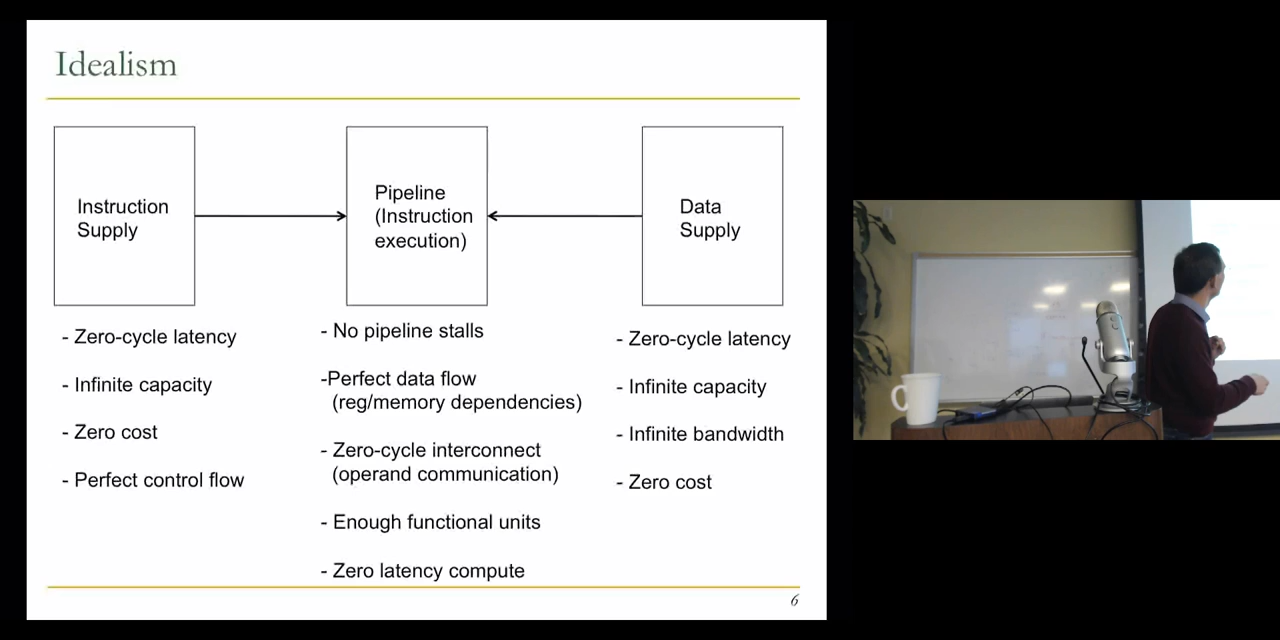 Idealism
Instruction
Supply
Pipeline
(Instruction
execution)
Data
Supply
- Zero-cycle latency
- Infinite capacity
- Zero cost
- Perfect control flow
- No pipeline stalls
-Perfect data flow
(reg/memory dependencies)
- Zero-cycle interconnect
(operand communication)
- Enough functional units
- Zero latency compute
- Zero-cycle latency
- Infinite capacity
- Infinite bandwidth
- Zero cost
6